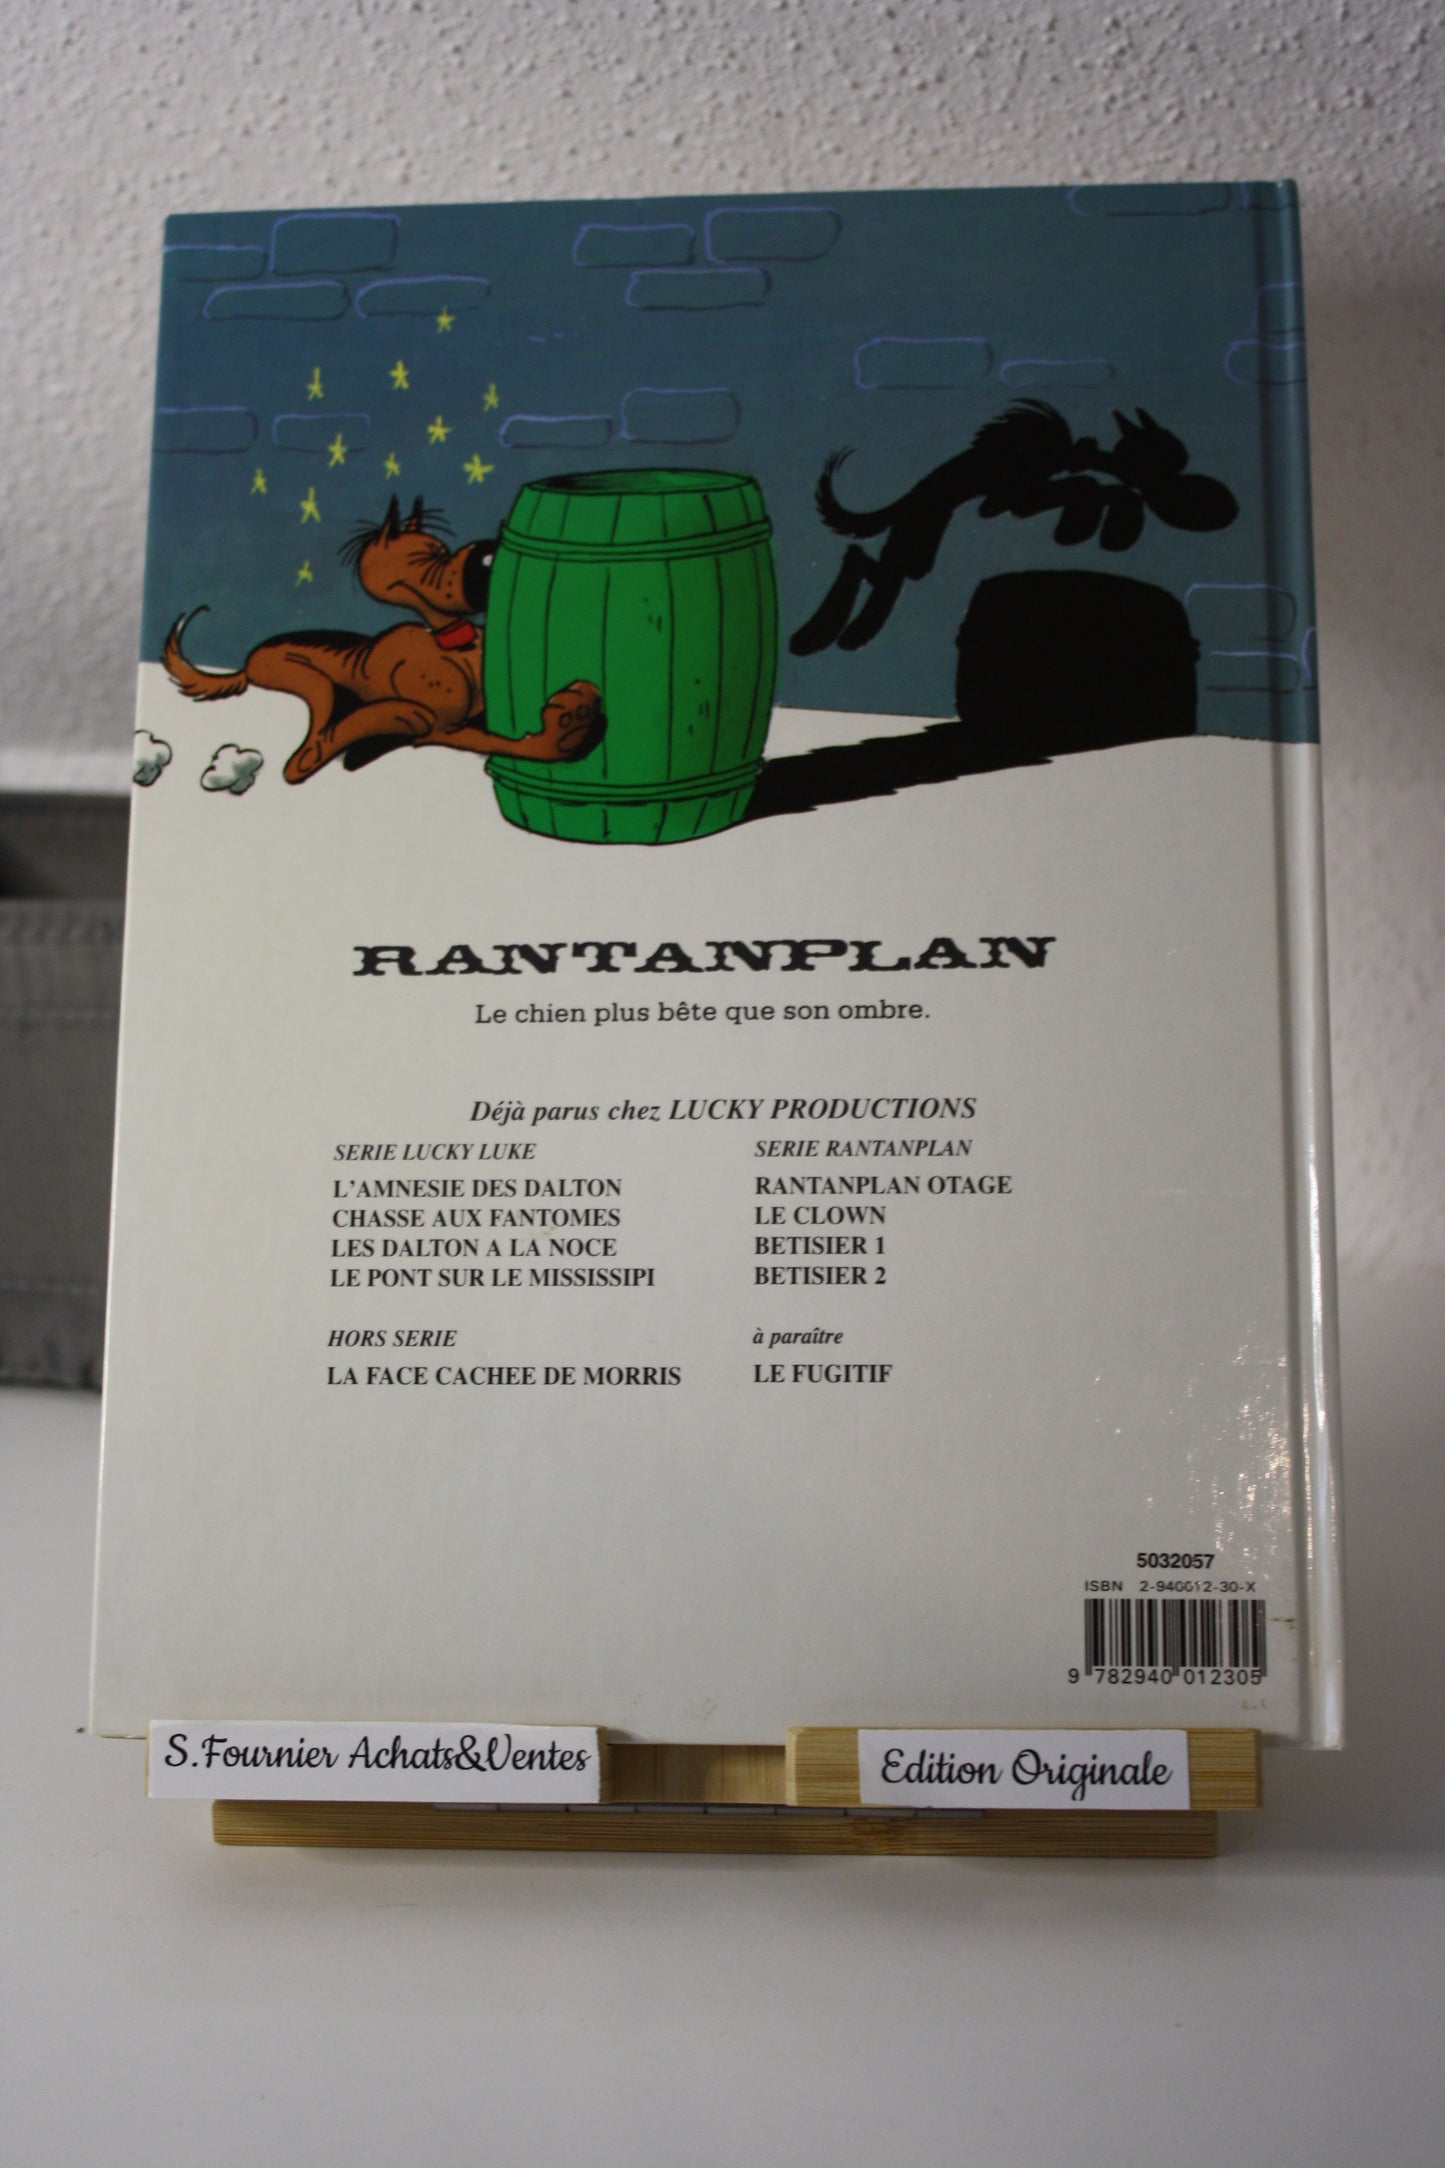 RANTANPLAN
Le chien plus bête que son ombre.
Déjà parus chez LUCKY PRODUCTIONS
SERIE LUCKY LUKE
L'AMNESIE DES DALTON
CHASSE AUX FANTOMES
LES DALTON A LA NOCE
LE PONT SUR LE MISSISSIPI
HORS SERIE
LA FACE CACHEE DE MORRIS
SERIE RANTANPLAN
RANTANPLAN OTAGE
LE CLOWN
BETISIER 1
BETISIER 2
à paraître
LE FUGITIF
5032057
ISBN 2-940012-30-X
9 782940 012305
S.Fournier Achats&Ventes
Edition Originale